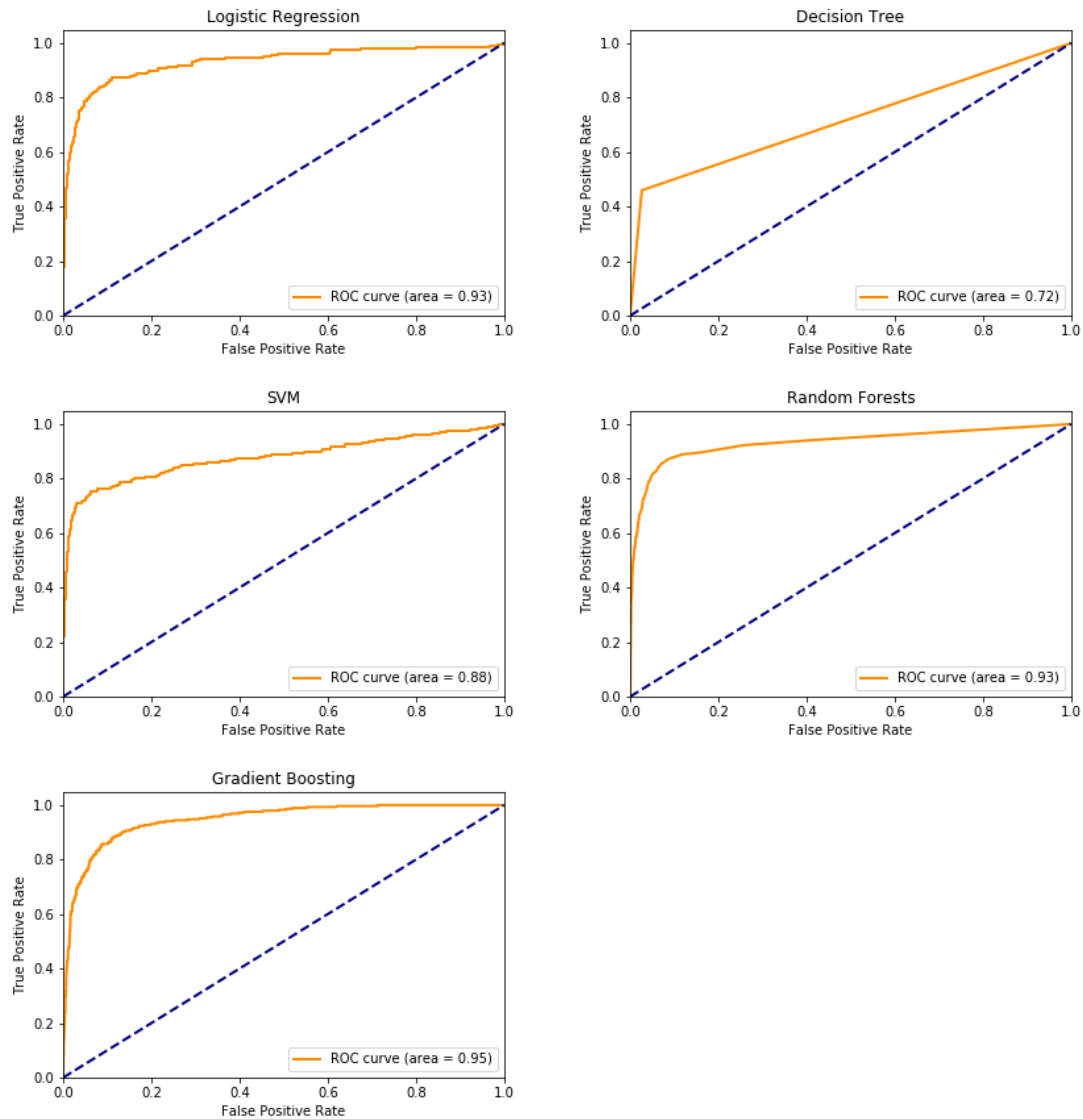 Logistic Regression
1.0
0.8
0.6
0.4
0.2
0.0
True Positive Rate
ROC curve (area = 0.93)
0.0 0.2 0.4 0.6 0.8 1.0
False Positive Rate
Decision Tree
1.0
0.8
0.6
0.4
0.2
0.0
True Positive Rate
ROC curve (area = 0.72)
0.0 0.2 0.4 0.6 0.8 1.0
False Positive Rate
SVM
1.0
0.8
0.6
0.4
0.2
0.0
True Positive Rate
ROC curve (area = 0.88)
0.0 0.2 0.4 0.6 0.8 1.0
False Positive Rate
Random Forests
1.0
0.8
0.6
0.4
0.2
0.0
True Positive Rate
ROC curve (area = 0.93)
0.0 0.2 0.4 0.6 0.8 1.0
False Positive Rate
Gradient Boosting
1.0
0.8
0.6
0.4
0.2
0.0
True Positive Rate
ROC curve (area = 0.95)
0.0 0.2 0.4 0.6 0.8 1.0
False Positive Rate